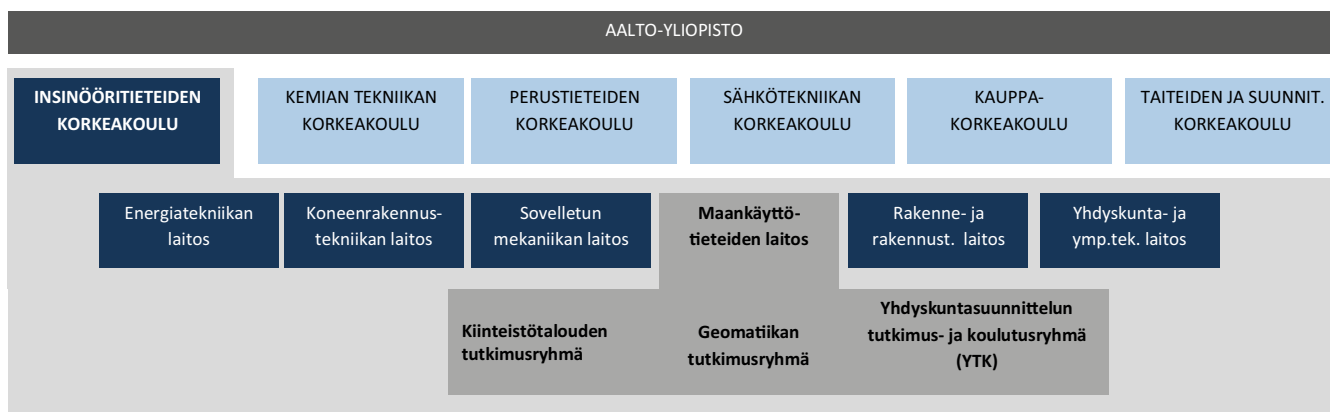 AALTO-YLIOPISTO
INSINÖÖRITIETEIDEN
KORKEAKOULU
KEMIAN TEKNIIKAN
KORKEAKOULU
PERUSTIETEIDEN
KORKEAKOULU
SÄHKÖTEKNIIKAN
KORKEAKOULU
KAUPPA-
KORKEAKOULU
TAITEIDEN JA SUUNNIT.
KORKEAKOULU
Energiatekniikan
laitos
Koneenrakennus-
tekniikan laitos
Sovelletun
mekaniikan laitos
Maankäyttö-
tieteiden laitos
Rakenne- ja
rakennust. laitos
Yhdyskunta- ja
ymp.tek. laitos
Kiinteistötalouden
tutkimusryhmä
Geomatiikan
tutkimusryhmä
Yhdyskuntasuunnittelun
tutkimus- ja koulutusryhmä
(YTK)